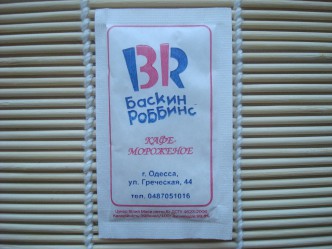 BR
Баскин
Роббинс
КАФЕ-
МОРОЖЕНОЕ
г. Одесса,
ул. Греческая, 44
тел. 0487051016